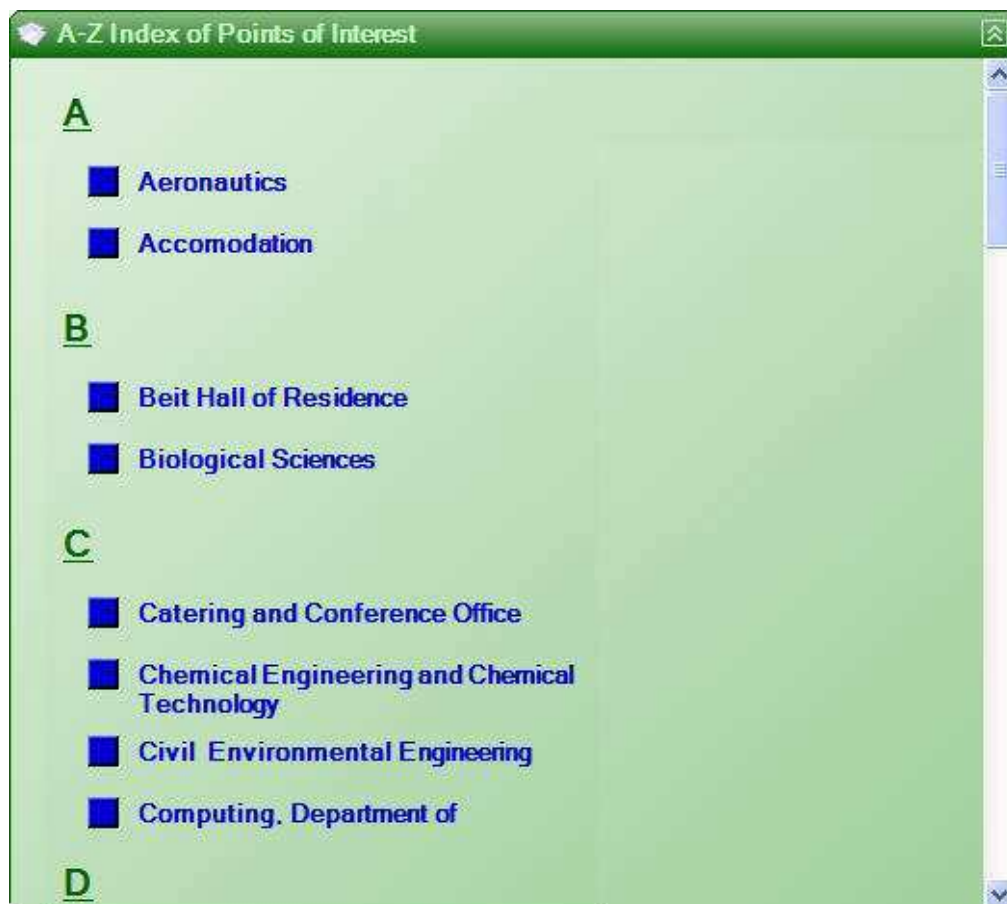 A-Z Index of Points of Interest
A
Aeronautics
Accomodation
B
Beit Hall of Residence
Biological Sciences
C
Catering and Conference Office
Chemical Engineering and Chemical
Technology
Civil Environmental Engineering
Computing, Department of
D